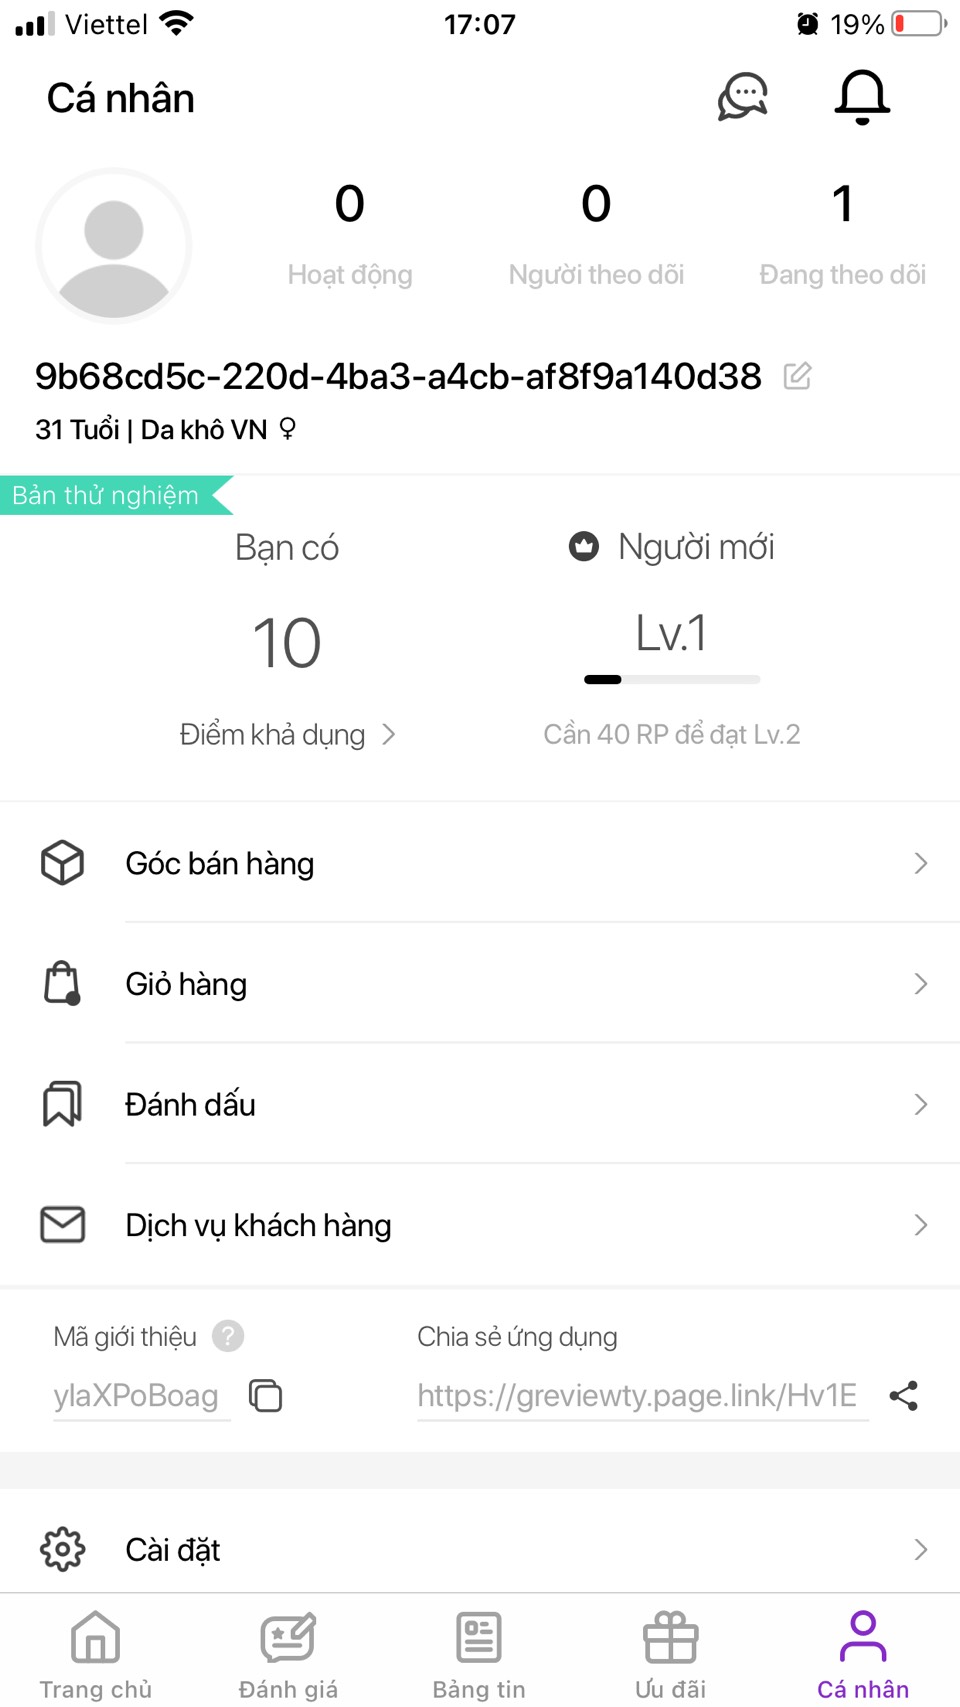 Viettel 17:07 19%
Cá nhân
0 0 1
Hoạt động Người theo dõi Đang theo dõi
9b68cd5c-220d-4ba3-a4cb-af8f9a140d38
31 Tuổi | Da khô VN ♀
Bản thử nghiệm
Bạn có Người mới
10 Lv.1
Điểm khả dụng Cần 40 RP để đạt Lv.2
Góc bán hàng
Giỏ hàng
Đánh dấu
Dịch vụ khách hàng
Mã giới thiệu ? Chia sẻ ứng dụng
ylaXPoBoag https://greviewty.page.link/Hv1E
Cài đặt
Trang chủ Đánh giá Bảng tin Ưu đãi Cá nhân